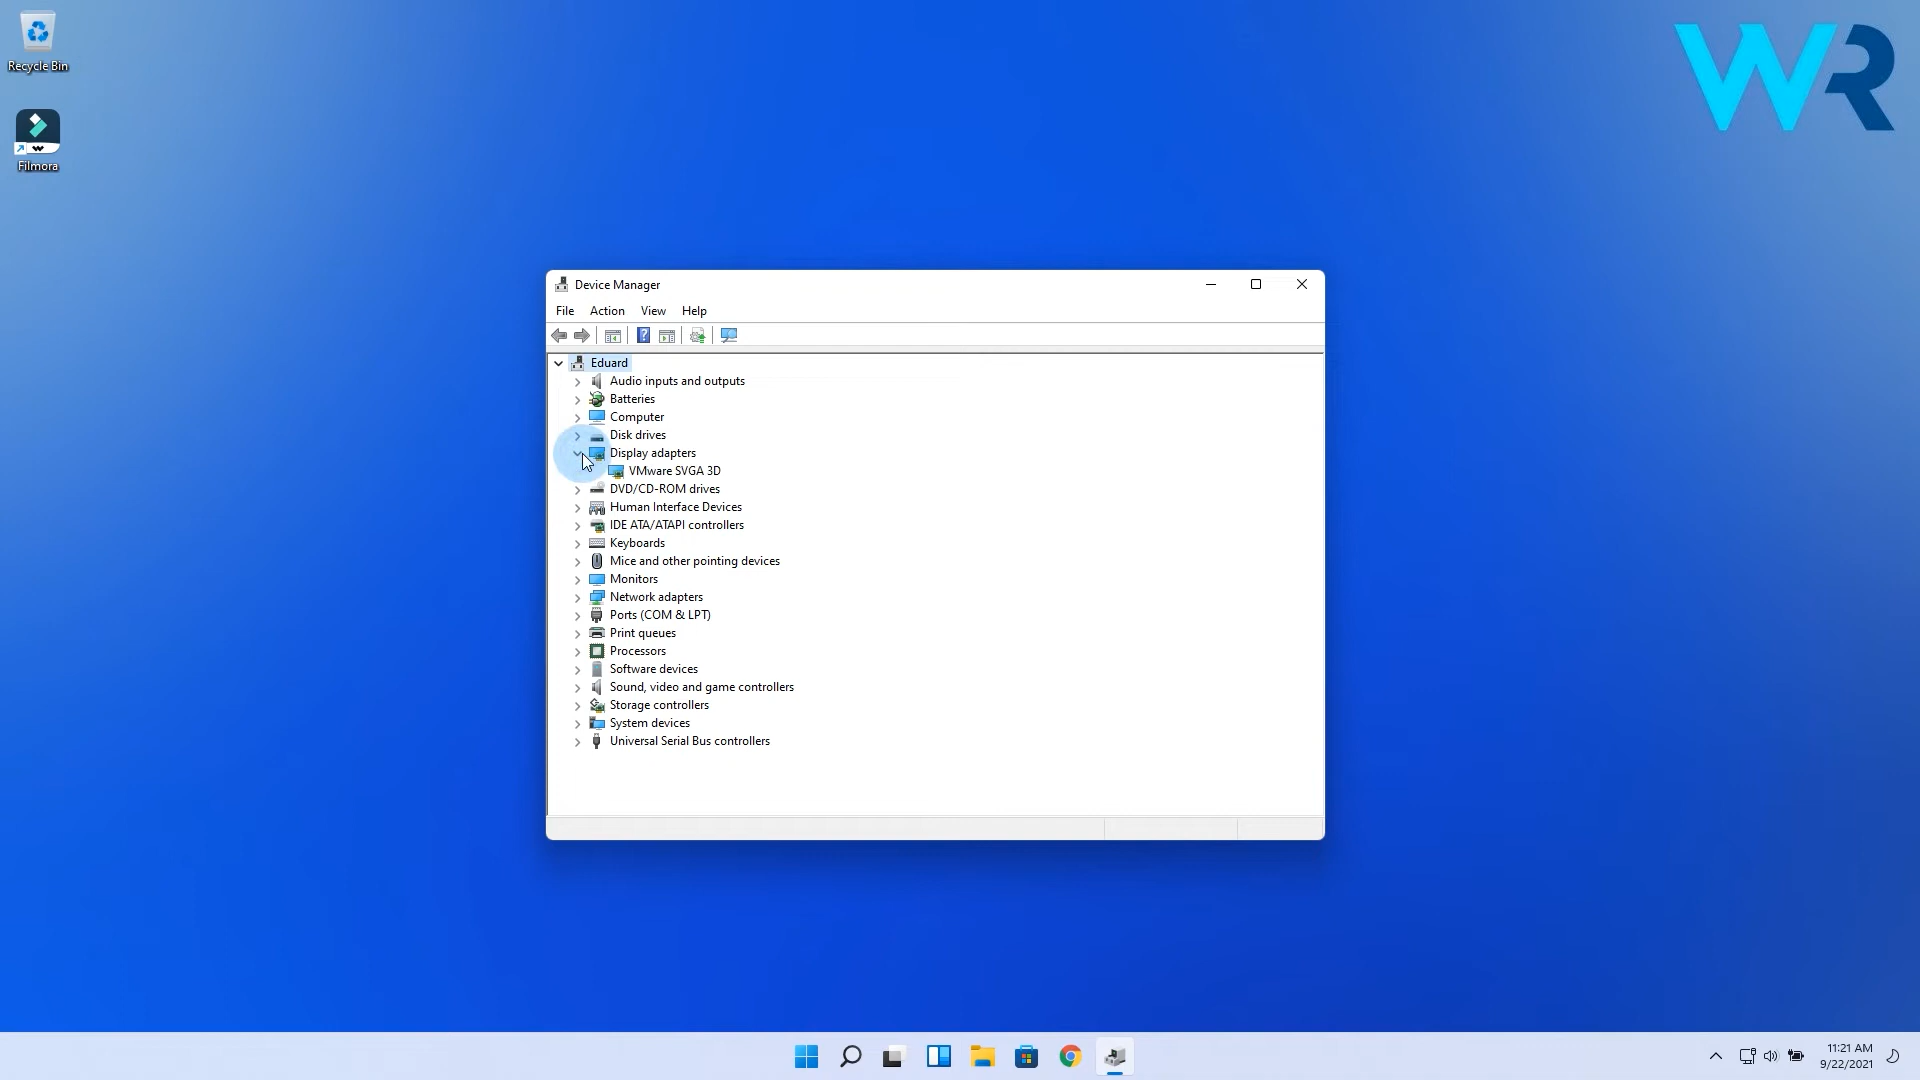 Recycle Bin
Filmora
WR
Device Manager
File Action View Help
Eduard
Audio inputs and outputs
Batteries
Computer
Disk drives
Display adapters
VMware SVGA 3D
DVD/CD-ROM drives
Human Interface Devices
IDE ATA/ATAPI controllers
Keyboards
Mice and other pointing devices
Monitors
Network adapters
Ports (COM & LPT)
Print queues
Processors
Software devices
Sound, video and game controllers
Storage controllers
System devices
Universal Serial Bus controllers
11:21 AM
9/22/2021